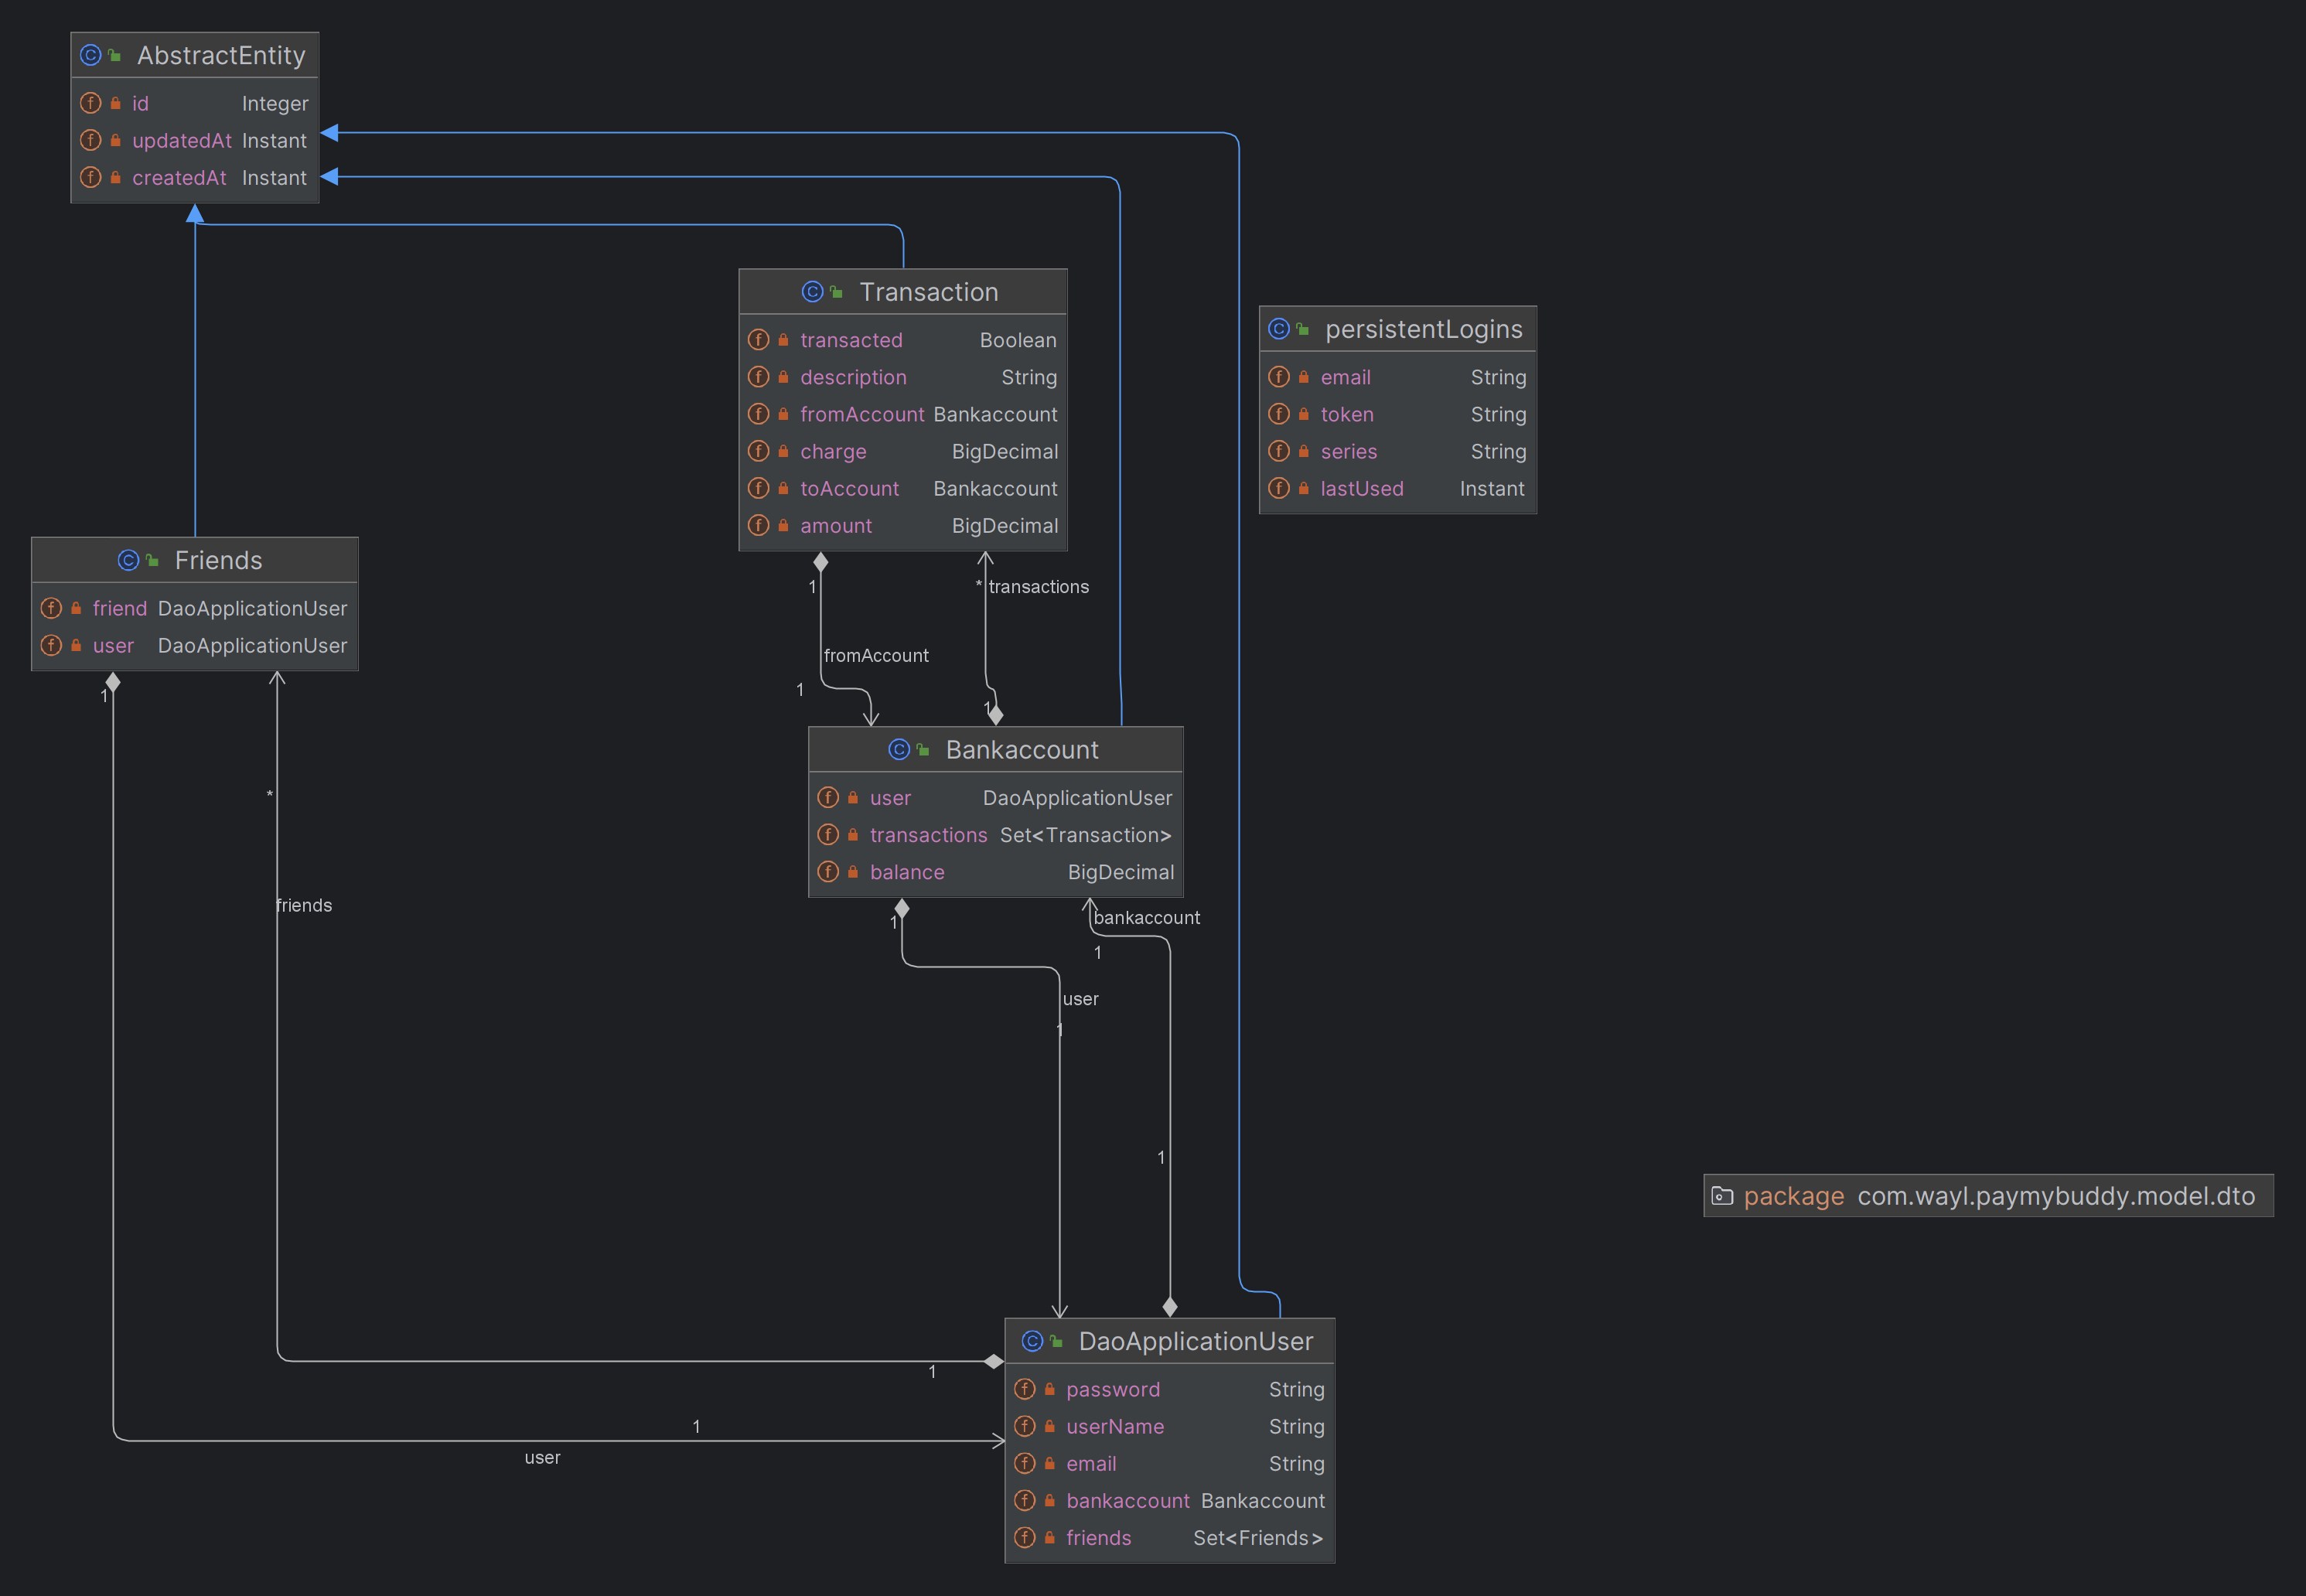 AbstractEntity
id Integer
updatedAt Instant
createdAt Instant
Transaction
transacted Boolean
description String
fromAccount Bankaccount
charge BigDecimal
toAccount Bankaccount
amount BigDecimal
persistentLogins
email String
token String
series String
lastUsed Instant
Friends
friend DaoApplicationUser
user DaoApplicationUser
1
* transactions
1
fromAccount
1
1
Bankaccount
user DaoApplicationUser
transactions Set<Transaction>
balance BigDecimal
*
friends
1
bankaccount
1
user
1
1
package com.wayl.paymybuddy.model.dto
DaoApplicationUser
password String
userName String
email String
bankaccount Bankaccount
friends Set<Friends>
1
1
user